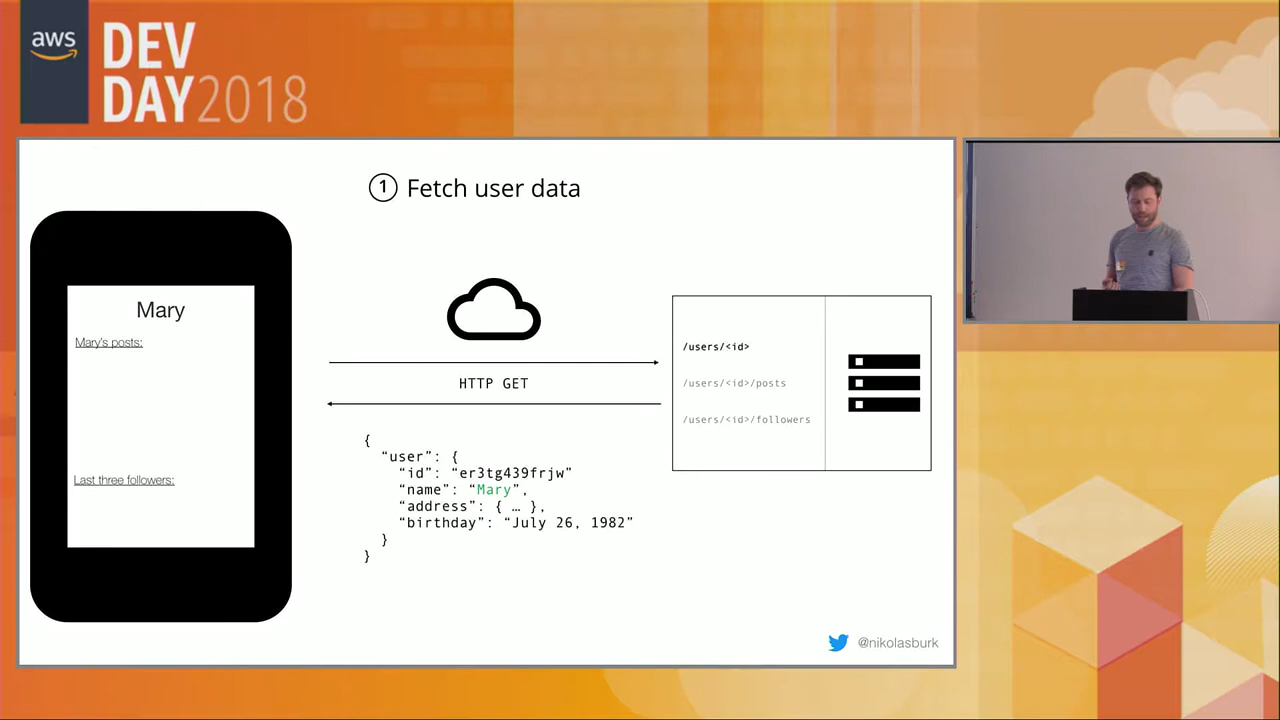 aws
DEV
DAY2018
1 Fetch user data
Mary
Mary's posts:
Last three followers:
HTTP GET
{
“user”: {
“id”: “er3tg439frjw”
“name”: “Mary”,
“address”: { … },
“birthday”: “July 26, 1982”
}
}
/users/<id>
/users/<id>/posts
/users/<id>/followers
@nikolasburk